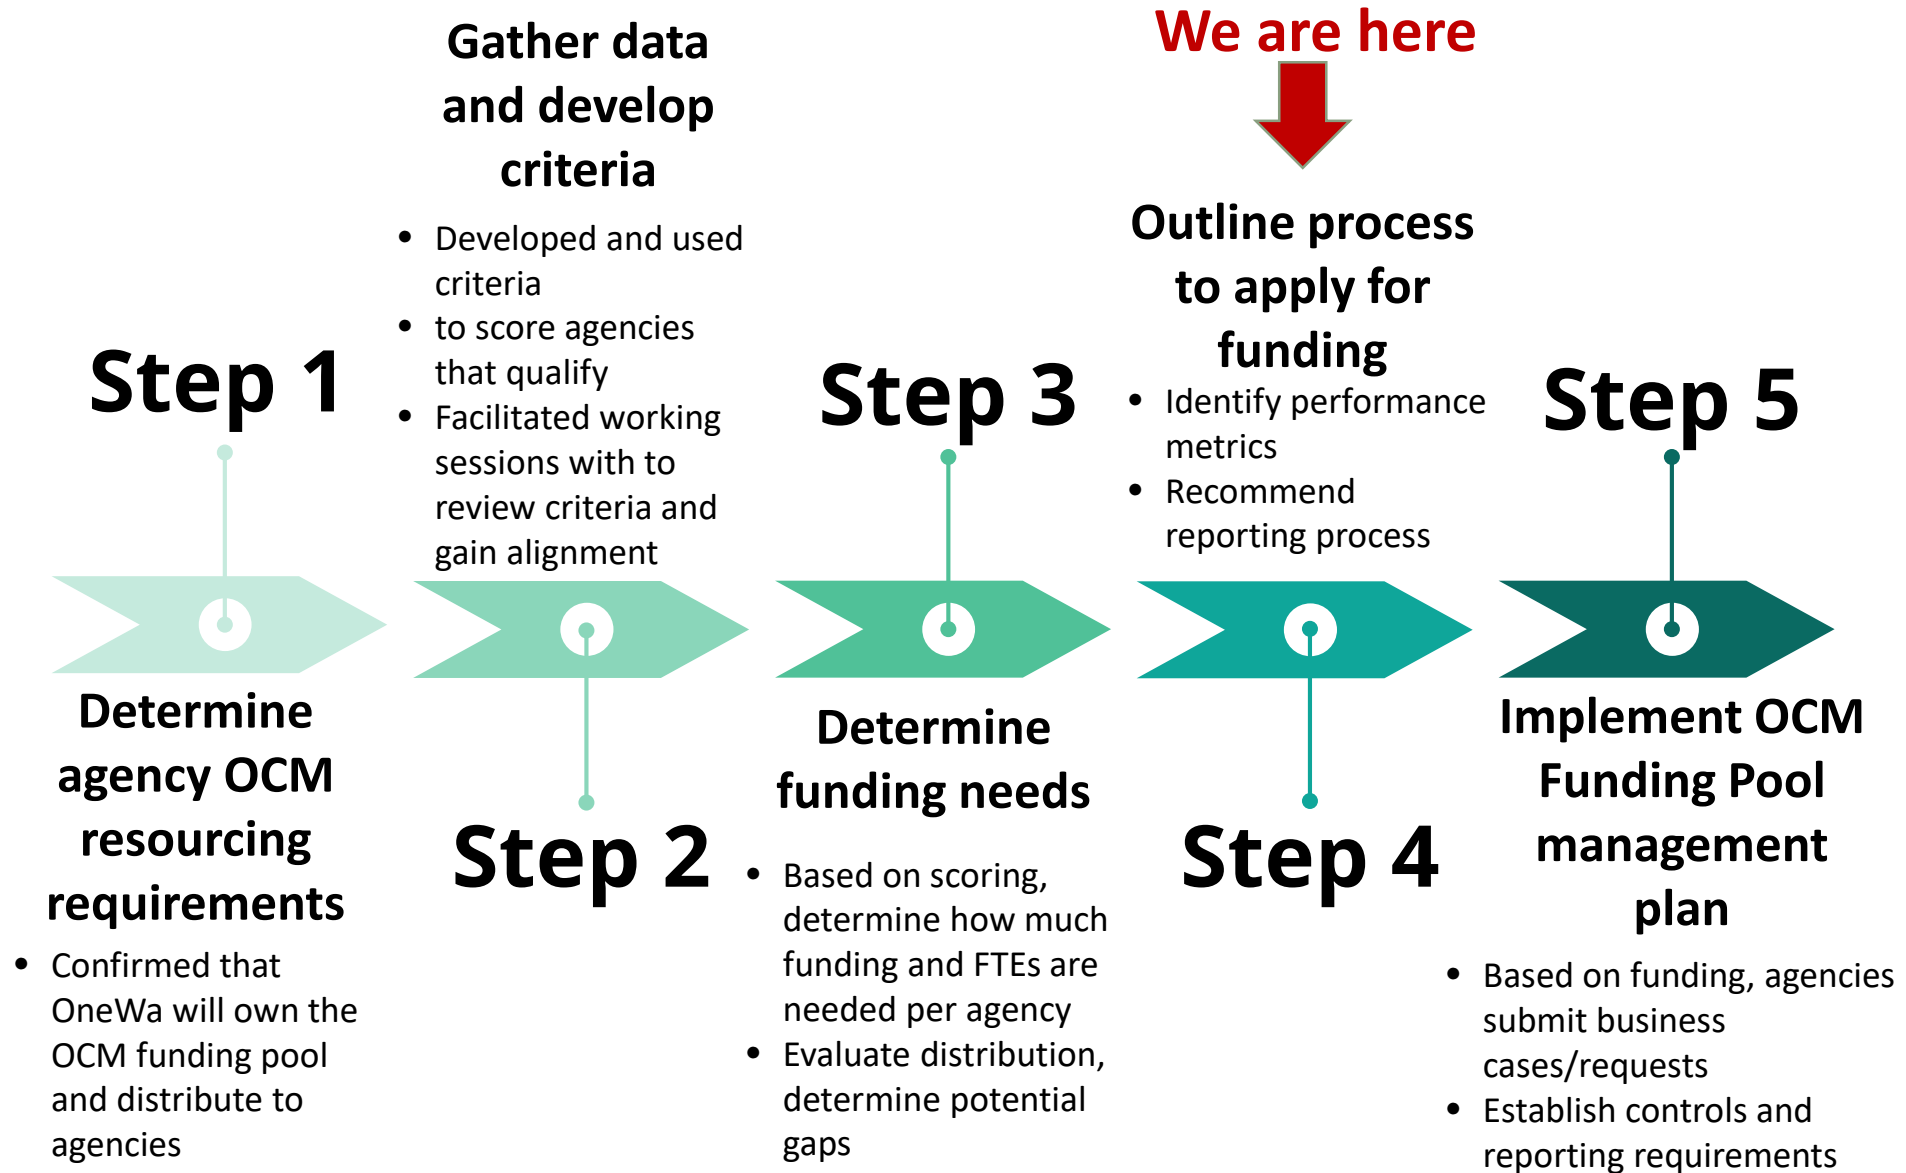 Step 1
Determine
agency OCM
resourcing
requirements
• Confirmed that
OneWa will own the
OCM funding pool
and distribute to
agencies
Gather data
and develop
criteria
• Developed and used
criteria
• to score agencies
that qualify
• Facilitated working
sessions with to
review criteria and
gain alignment
Step 2
Step 3
Determine
funding needs
• Based on scoring,
determine how much
funding and FTEs are
needed per agency
• Evaluate distribution,
determine potential
gaps
We are here
Outline process
to apply for
funding
• Identify performance
metrics
• Recommend
reporting process
Step 4
Step 5
Implement OCM
Funding Pool
management
plan
• Based on funding, agencies
submit business
cases/requests
• Establish controls and
reporting requirements